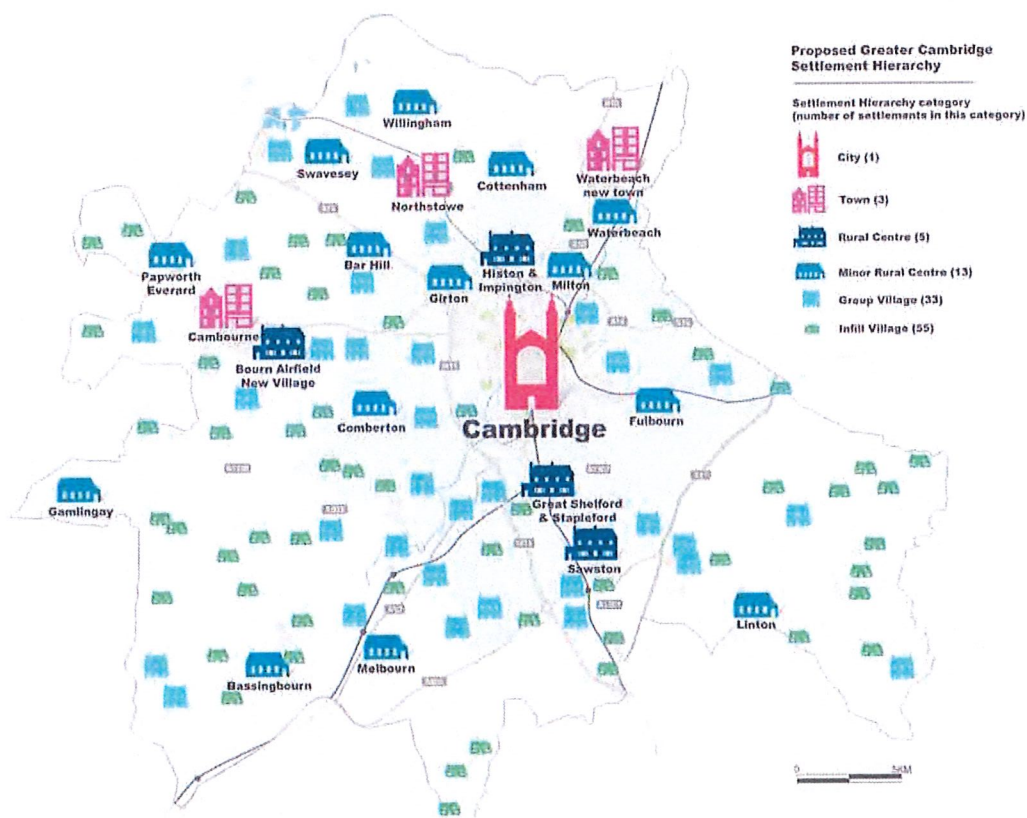 Proposed Greater Cambridge
Settlement Hierarchy
Settlement Hierarchy category
(number of settlements in this category)
City (1)
Town (3)
Rural Centre (5)
Minor Rural Centre (13)
Group Village (33)
Infill Village (55)
Willingham
Swavesey
Northstowe
Cottenham
Waterbeach
new town
Waterbeach
Papworth
Everard
Bar Hill
Girton
Histon &
Impington
Milton
Cambourne
Bourn Airfield
New Village
Comberton
Cambridge
Fulbourn
Gamlingay
Great Shelford
& Stapleford
Sawston
Linton
Melbourn
Bassingbourn
0
5KM